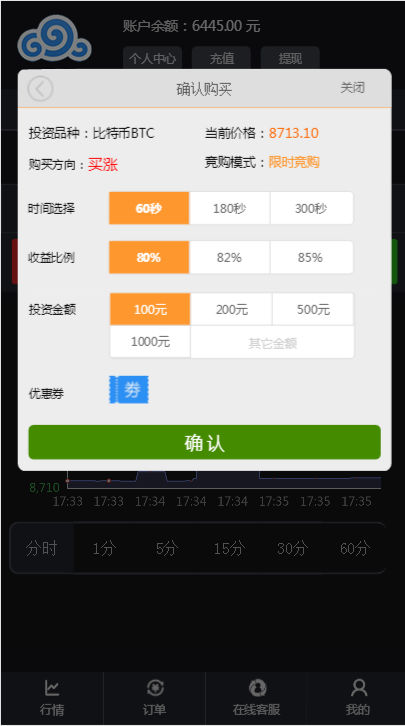 账户余额：6445.00 元
个人中心 充值 提现
确认购买 关闭
投资品种：比特币BTC 当前价格：8713.10
购买方向：买涨 竞购模式：限时竞购
时间选择 60秒 180秒 300秒
收益比例 80% 82% 85%
投资金额 100元 200元 500元
1000元 其它金额
优惠券 券
确认
8,710
17:33 17:33 17:34 17:34 17:34 17:35 17:35 17:35
分时 1分 5分 15分 30分 60分
行情 订单 在线客服 我的